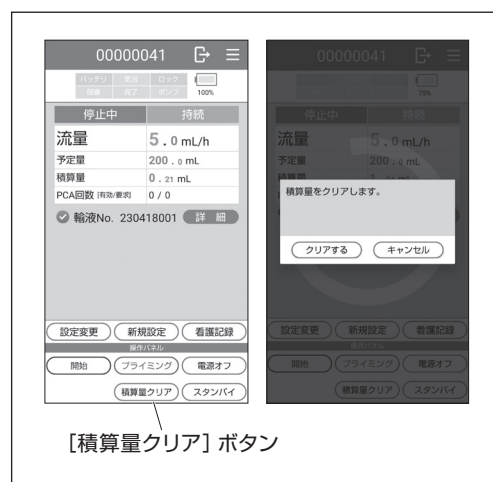 00000041
バッテリ 気泡 ロック
閉塞 完了 ポンプ 100%
停止中 持続
流量 5.0 mL/h
予定量 200.0 mL
積算量 0.21 mL
PCA回数 [有効/要求] 0 / 0
輸液No. 230418001 詳 細
設定変更 新規設定 看護記録
操作パネル
開始 プライミング 電源オフ
積算量クリア スタンバイ
00000041
75%
停止中 持続
流量 5.0 mL/h
予定量 200.0 mL
積算量をクリアします。
クリアする キャンセル
設定変更 新規設定 看護記録
操作パネル
開始 プライミング 電源オフ
積算量クリア スタンバイ
[積算量クリア] ボタン